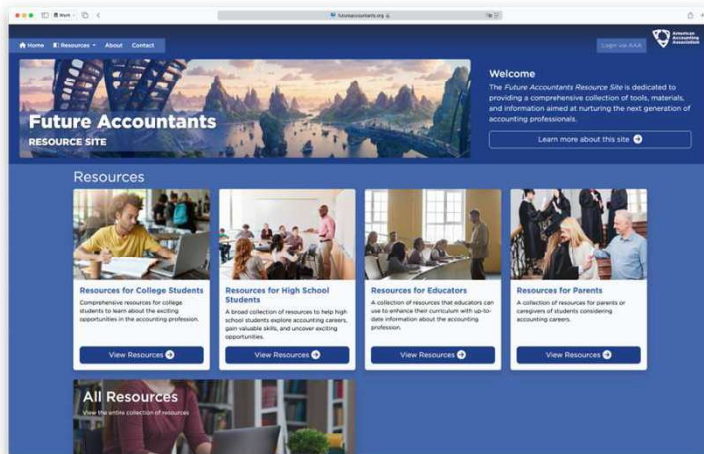 futureaccountants.org
Home Resources About Contact
Login via AAA
American
Accounting
Association
Future Accountants
RESOURCE SITE
Welcome
The Future Accountants Resource Site is dedicated to
providing a comprehensive collection of tools, materials,
and information aimed at nurturing the next generation of
accounting professionals.
Learn more about this site
Resources
Resources for College Students
Comprehensive resources for college
students to learn about the exciting
opportunities in the accounting profession.
View Resources
Resources for High School
Students
A broad collection of resources to help high
school students explore accounting careers,
gain valuable skills, and uncover exciting
opportunities.
View Resources
Resources for Educators
A collection of resources that educators can
use to enhance their curriculum with up-to-
date information about the accounting
profession.
View Resources
Resources for Parents
A collection of resources for parents or
caregivers of students considering
accounting careers.
View Resources
All Resources
View the entire collection of resources